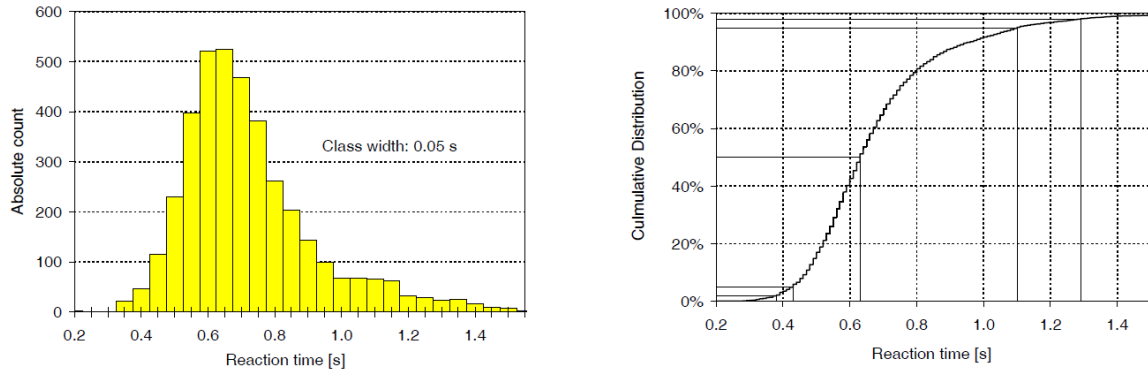 600
500
400
300
200
100
0
Absolute count
Class width: 0.05 s
0.2 0.4 0.6 0.8 1.0 1.2 1.4
Reaction time [s]
100%
80%
60%
40%
20%
0%
Culmulative Distribution
0.2 0.4 0.6 0.8 1.0 1.2 1.4
Reaction time [s]